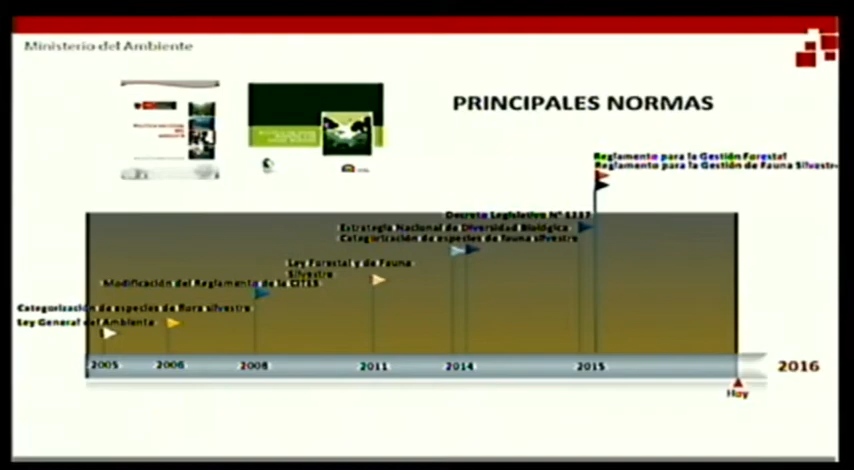 Ministerio del Ambiente
PRINCIPALES NORMAS
Reglamento para la Gestión Forestal
Reglamento para la Gestión de Fauna Silvestre
Decreto Legislativo N°
Estrategia Nacional de Diversidad Biológica
Categorización de especies de fauna silvestre
Ley Forestal y de Fauna
Silvestre
Modificación del Reglamento de la CITES
Categorización de especies de flora silvestre
Ley General del Ambiente
2005 2006 2008 2011 2014 2015 2016
Hoy